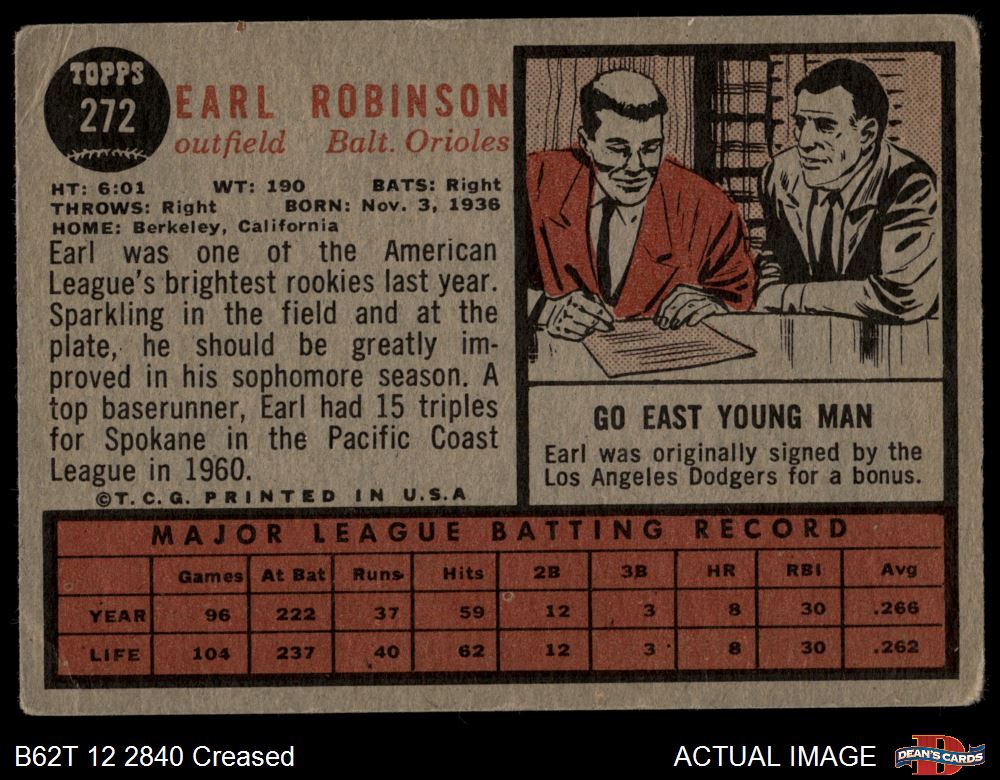 TOPPS
272
EARL ROBINSON
outfield Balt. Orioles
HT: 6:01 WT: 190 BATS: Right
THROWS: Right BORN: Nov. 3, 1936
HOME: Berkeley, California
Earl was one of the American
League's brightest rookies last year.
Sparkling in the field and at the
plate, he should be greatly im-
proved in his sophomore season. A
top baserunner, Earl had 15 triples
for Spokane in the Pacific Coast
League in 1960.
©T.C.G. PRINTED IN U.S.A
GO EAST YOUNG MAN
Earl was originally signed by the
Los Angeles Dodgers for a bonus.
MAJOR LEAGUE BATTING RECORD
Games At Bat Runs Hits 2B 3B HR RBI Avg
YEAR 96 222 37 59 12 3 8 30 .266
LIFE 104 237 40 62 12 3 8 30 .262
B62T 12 2840 Creased
ACTUAL IMAGE
D
DEAN'S CARDS